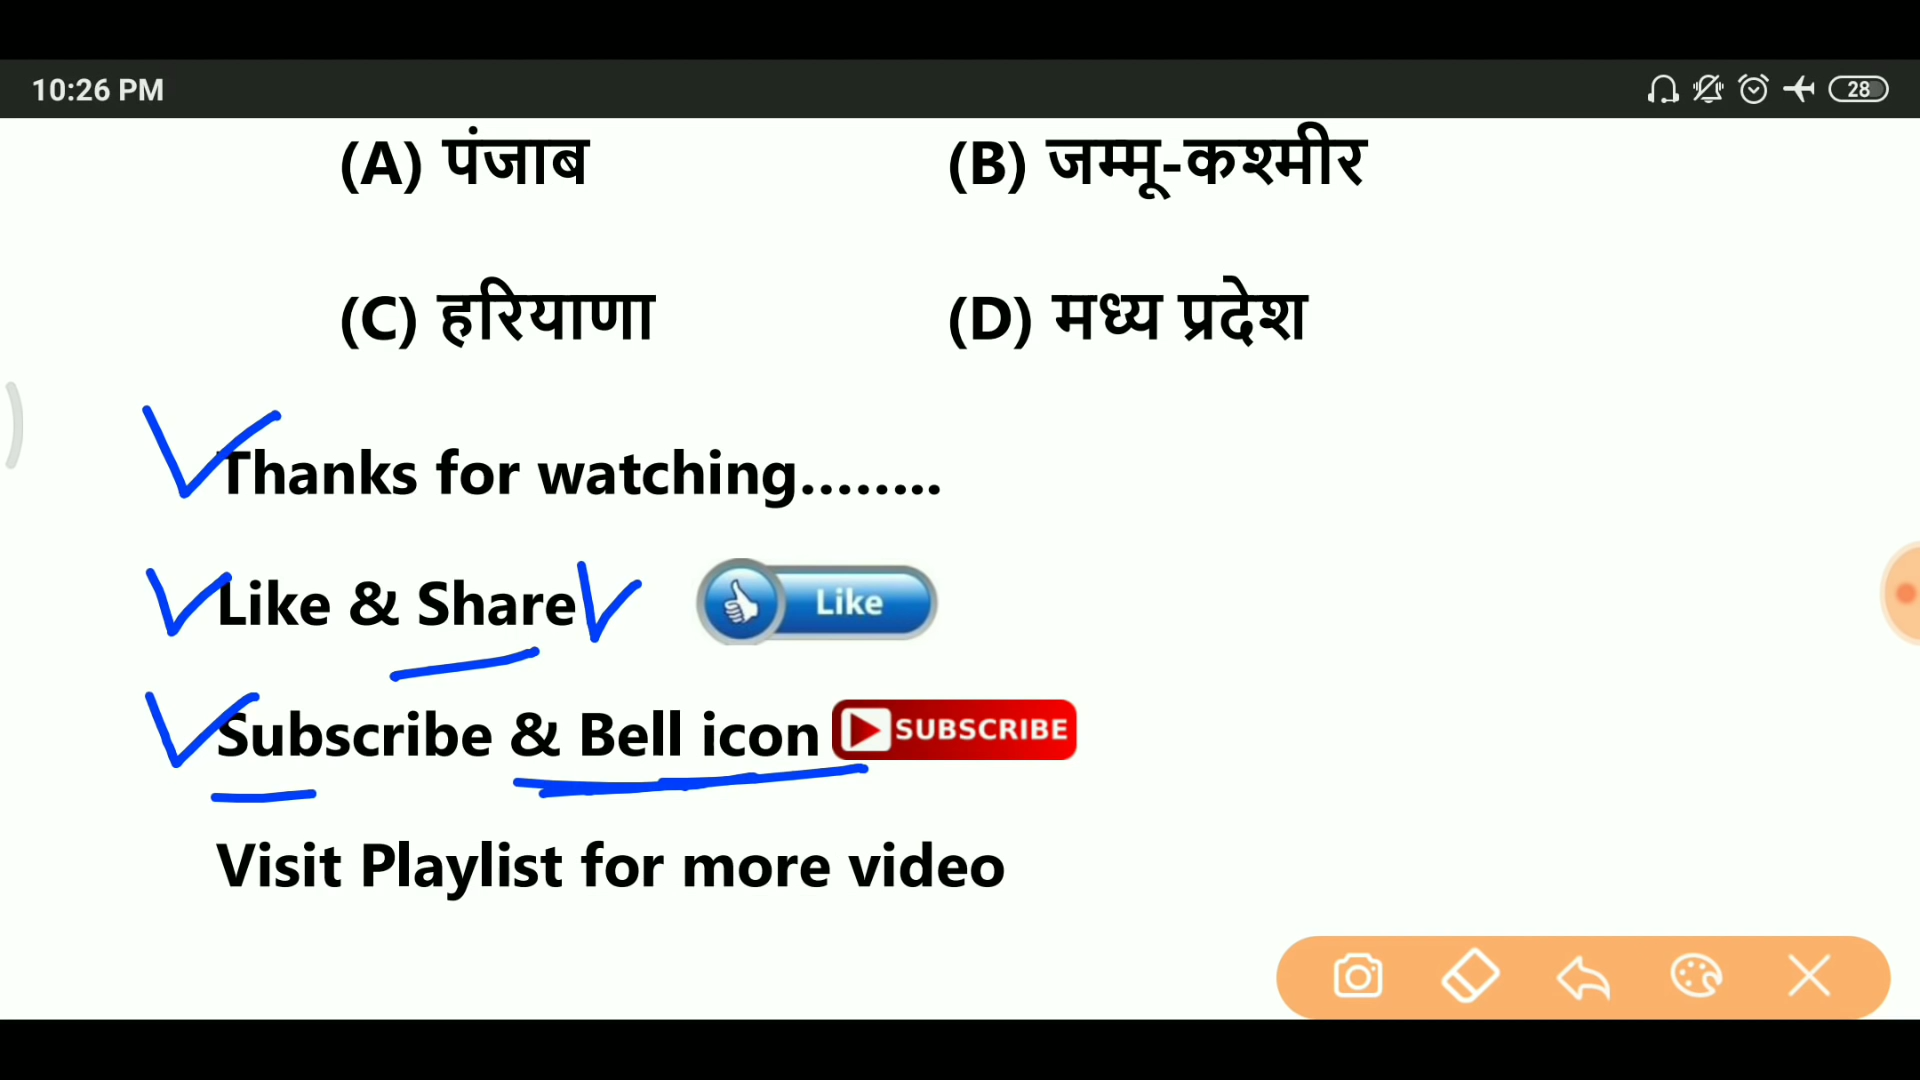 10:26 PM 28
(A) पंजाब (B) जम्मू-कश्मीर
(C) हरियाणा (D) मध्य प्रदेश
Thanks for watching........
Like & Share Like
Subscribe & Bell icon SUBSCRIBE
Visit Playlist for more video